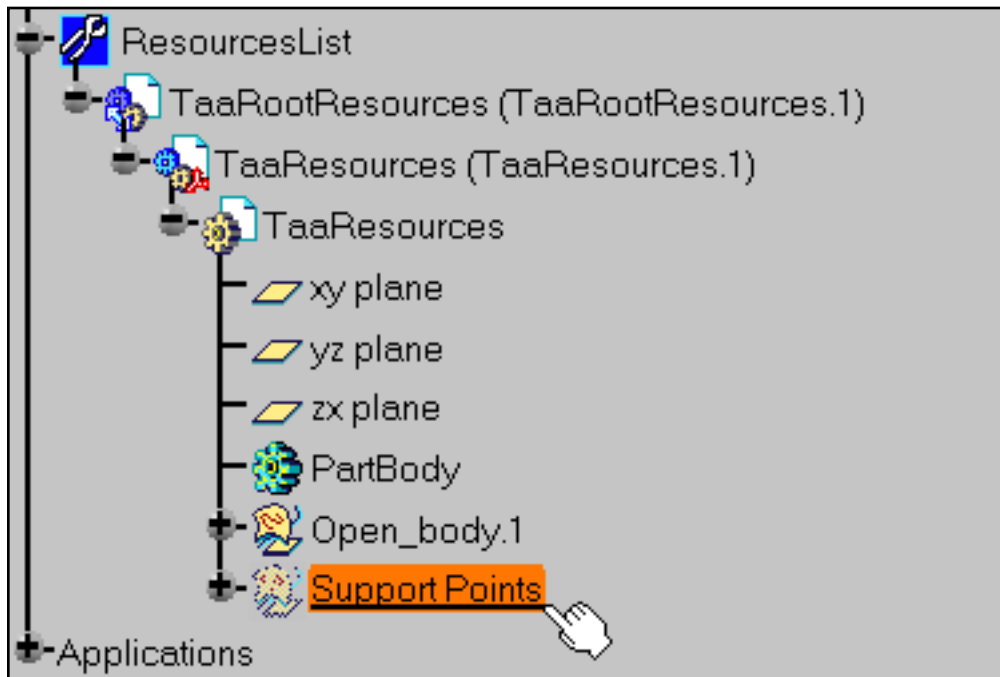 ResourcesList
TaaRootResources (TaaRootResources.1)
TaaResources (TaaResources.1)
TaaResources
xy plane
yz plane
zx plane
PartBody
Open_body.1
Support Points
Applications